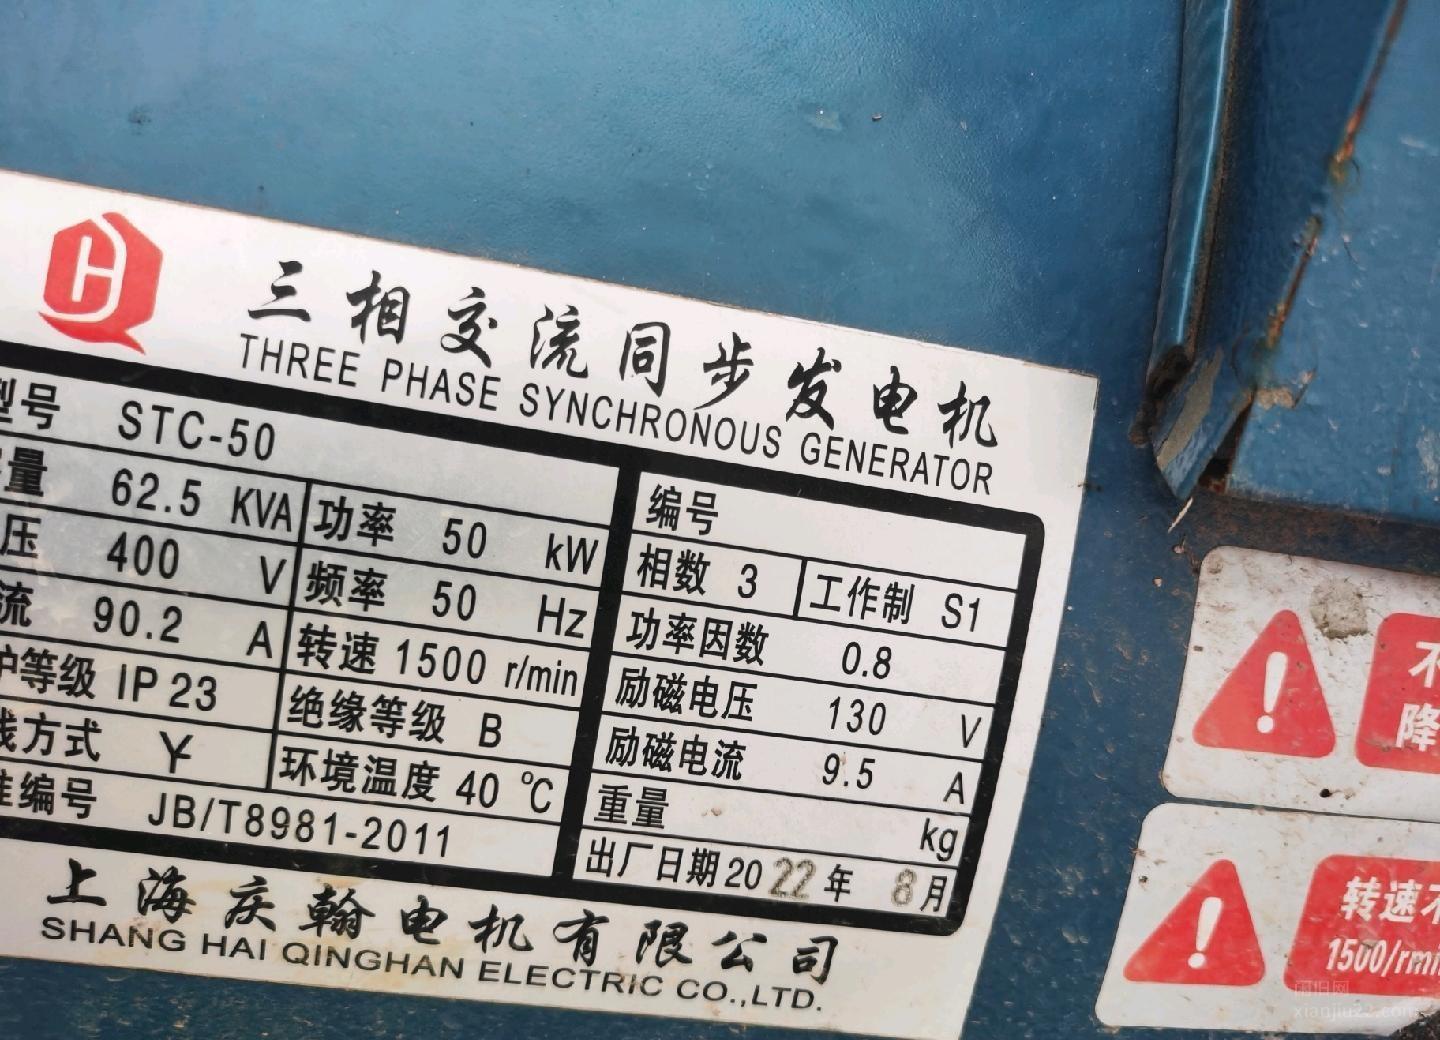 三相交流同步发电机
THREE PHASE SYNCHRONOUS GENERATOR
型号 STC-50
编号
量 62.5 KVA 功率 50 kW
相数 3 工作制 S1
压 400 V 频率 50 Hz
功率因数 0.8
流 90.2 A 转速 1500 r/min
励磁电压 130 V
护等级 IP 23 绝缘等级 B
励磁电流 9.5 A
线方式 Y 环境温度 40 ℃
重量 kg
准编号 JB/T8981-2011
出厂日期 2022年 8月
上海庆翰电机有限公司
SHANG HAI QINGHAN ELECTRIC CO.,LTD.
不
降
转速不
1500/rmin
闲旧网
xianjiu22.com